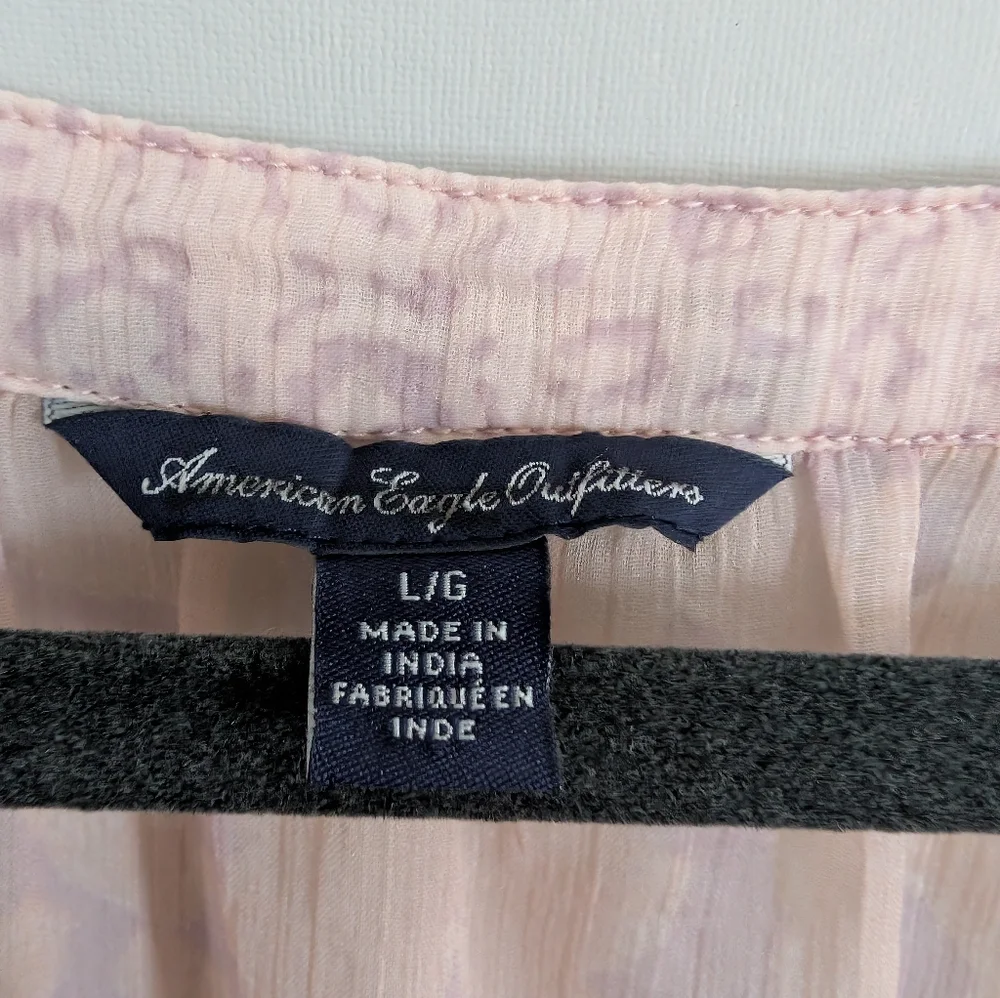 American Eagle Outfitters
L/G
MADE IN
INDIA
FABRIQUÉ EN
INDE